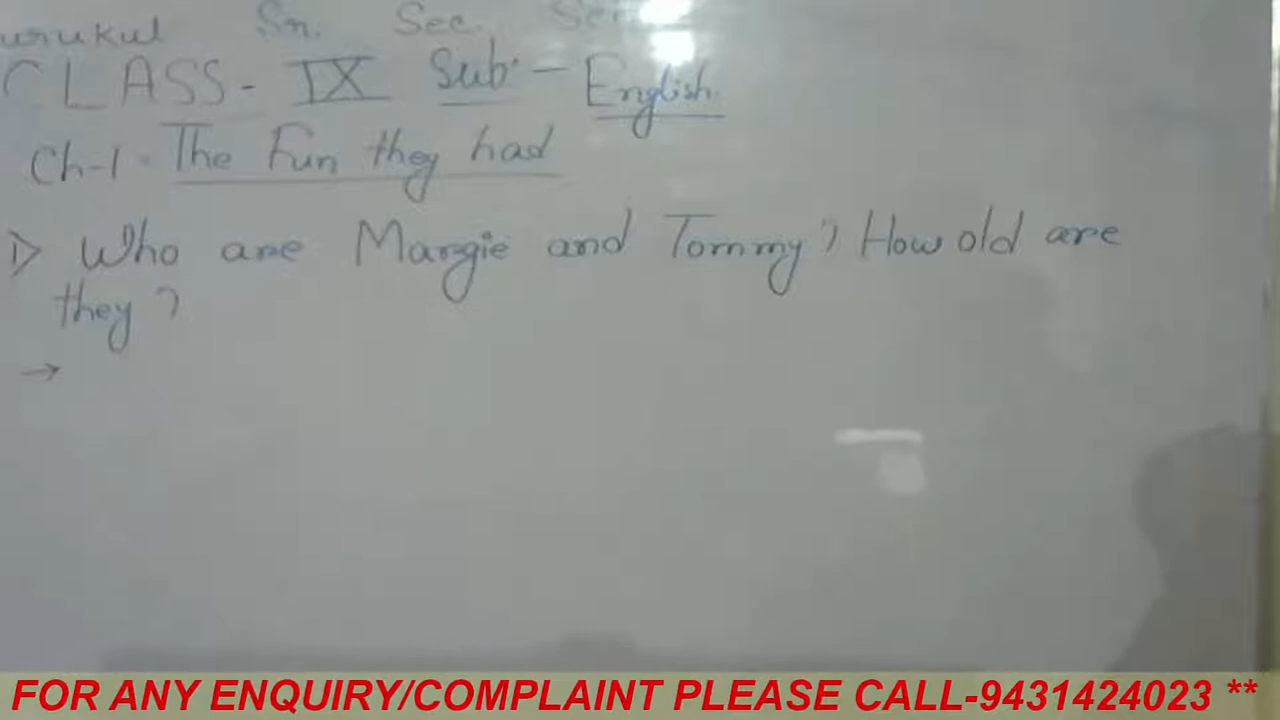 urukul Sr. Sec.
CLASS- IX Sub - English
Ch-1 - The Fun they had
1) Who are Margie and Tommy? How old are
they?
→
FOR ANY ENQUIRY/COMPLAINT PLEASE CALL-9431424023 **